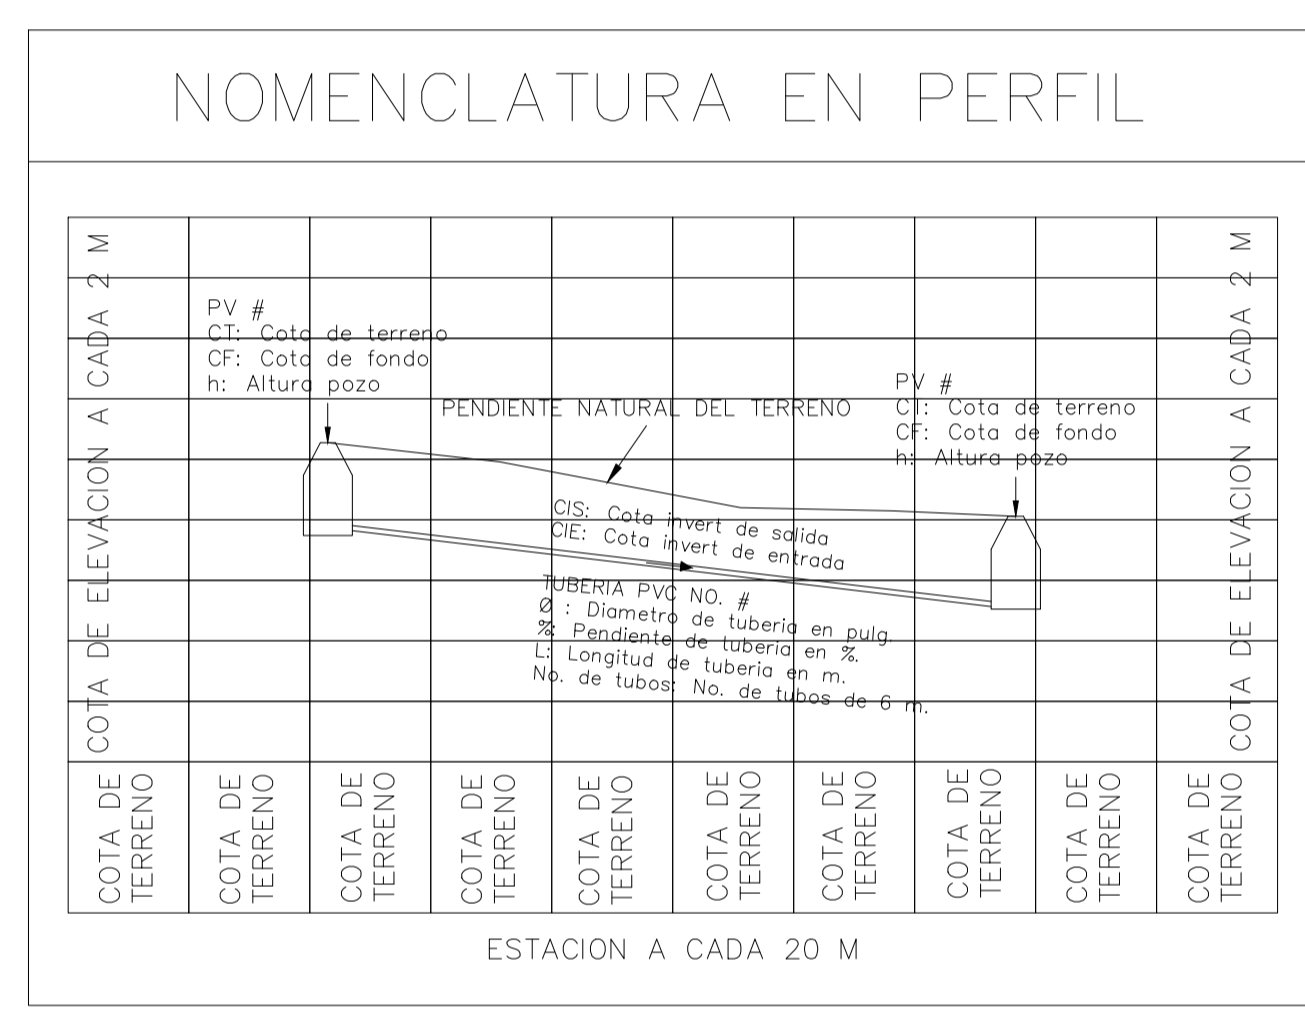 NOMENCLATURA EN PERFIL
COTA DE ELEVACION A CADA 2 M
PV #
CT: Cota de terreno
CF: Cota de fondo
h: Altura pozo
PENDIENTE NATURAL DEL TERRENO
PV #
CT: Cota de terreno
CF: Cota de fondo
h: Altura pozo
CIS: Cota invert de salida
CIE: Cota invert de entrada
TUBERIA PVC NO. #
Ø : Diametro de tuberia en pulg.
%: Pendiente de tuberia en %.
L: Longitud de tuberia en m.
No. de tubos: No. de tubos de 6 m.
COTA DE ELEVACION A CADA 2 M
COTA DE
TERRENO
COTA DE
TERRENO
COTA DE
TERRENO
COTA DE
TERRENO
COTA DE
TERRENO
COTA DE
TERRENO
COTA DE
TERRENO
COTA DE
TERRENO
COTA DE
TERRENO
COTA DE
TERRENO
ESTACION A CADA 20 M